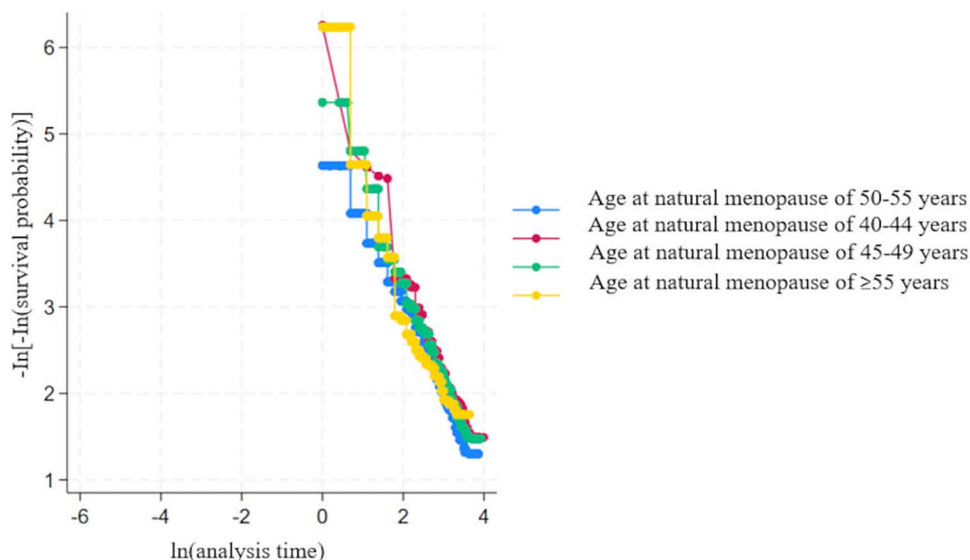 6
5
4
3
2
1
-ln[-ln(survival probability)]
-6
-4
-2
0
2
4
ln(analysis time)
Age at natural menopause of 50-55 years
Age at natural menopause of 40-44 years
Age at natural menopause of 45-49 years
Age at natural menopause of ≥55 years